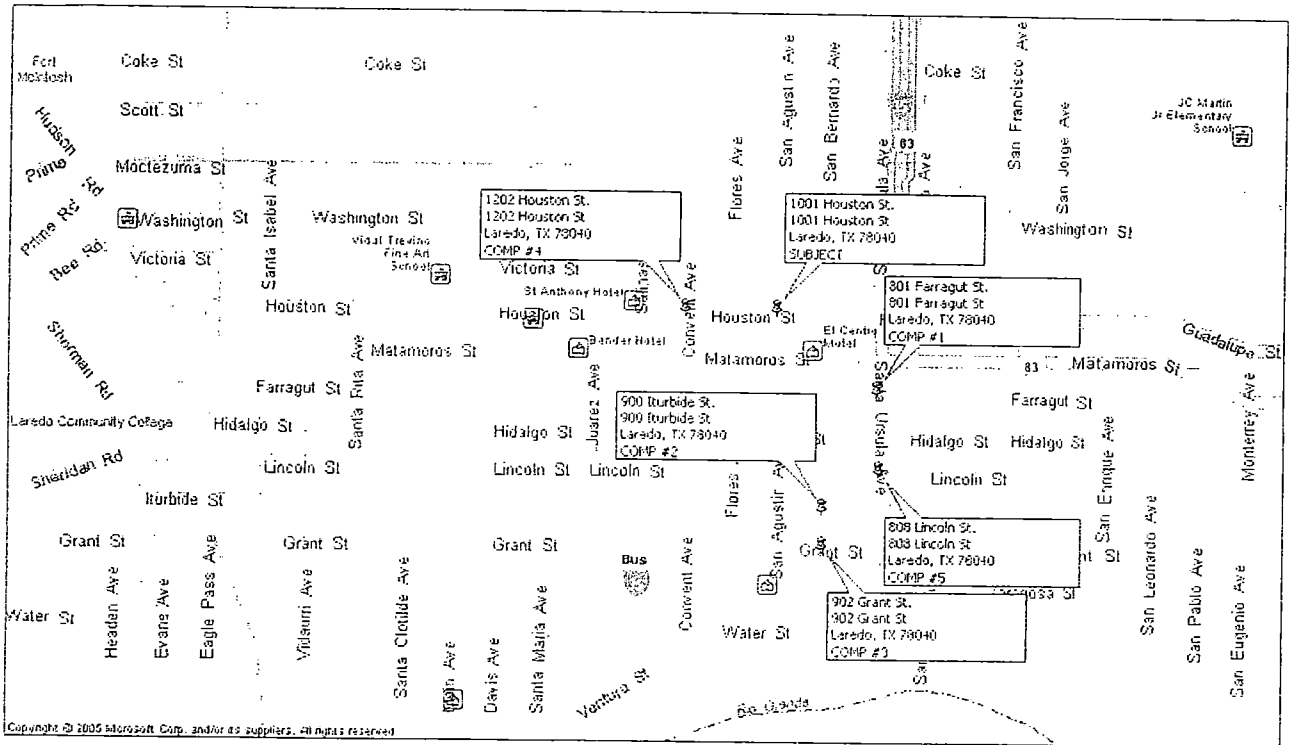 Fort
McIntosh
Coke St
Coke St
Coke St
Scott St
Hudson
Rd
Prime
Moctezuma St
Prime Rd
Bee Rd
Washington St
Victoria St
Santa Isabel Ave
Washington St
Vidal Trevino
Fine Art
School
Victoria St
St Anthony Hotel
Flores Ave
San Agustin Ave
San Bernardo Ave
83
San Francisco Ave
San Jorge Ave
JC Martin
Jr Elementary
School
Washington St
1202 Houston St.
1202 Houston St
Laredo, TX 78040
COMP #4
1001 Houston St.
1001 Houston St
Laredo, TX 78040
SUBJECT
Salinas
Convent Ave
Houston St
Houston St
Houston St
Bender Hotel
El Centro
Motel
801 Farragut St.
801 Farragut St
Laredo, TX 78040
COMP #1
Guadalupe St
Sherman Rd
Matamoros St
Matamoros St
83
Matamoros St
Farragut St
Santa Rita Ave
Juarez Ave
Farragut St
900 Iturbide St.
900 Iturbide St
Laredo, TX 78040
COMP #2
Santa Ursula Ave
Laredo Community College
Hidalgo St
Hidalgo St
Hidalgo St
Hidalgo St
Monterrey Ave
Sheridan Rd
Lincoln St
Lincoln St
Lincoln St
Lincoln St
San Enrique Ave
Iturbide St
Flores
San Agustin Av
808 Lincoln St.
808 Lincoln St
Laredo, TX 78040
COMP #5
Grant St
Grant St
Grant St
Grant St
nt St
Bus
San Leonardo Ave
San Pablo Ave
San Eugenio Ave
Water St
Headen Ave
Evans Ave
Eagle Pass Ave
Vidaurri Ave
Santa Clotilde Ave
Ave
Davis Ave
Santa Maria Ave
Ventura St
Convent Ave
Water St
902 Grant St.
902 Grant St
Laredo, TX 78040
COMP #3
Rio Grande
Copyright © 2005 Microsoft Corp. and/or its suppliers. All rights reserved